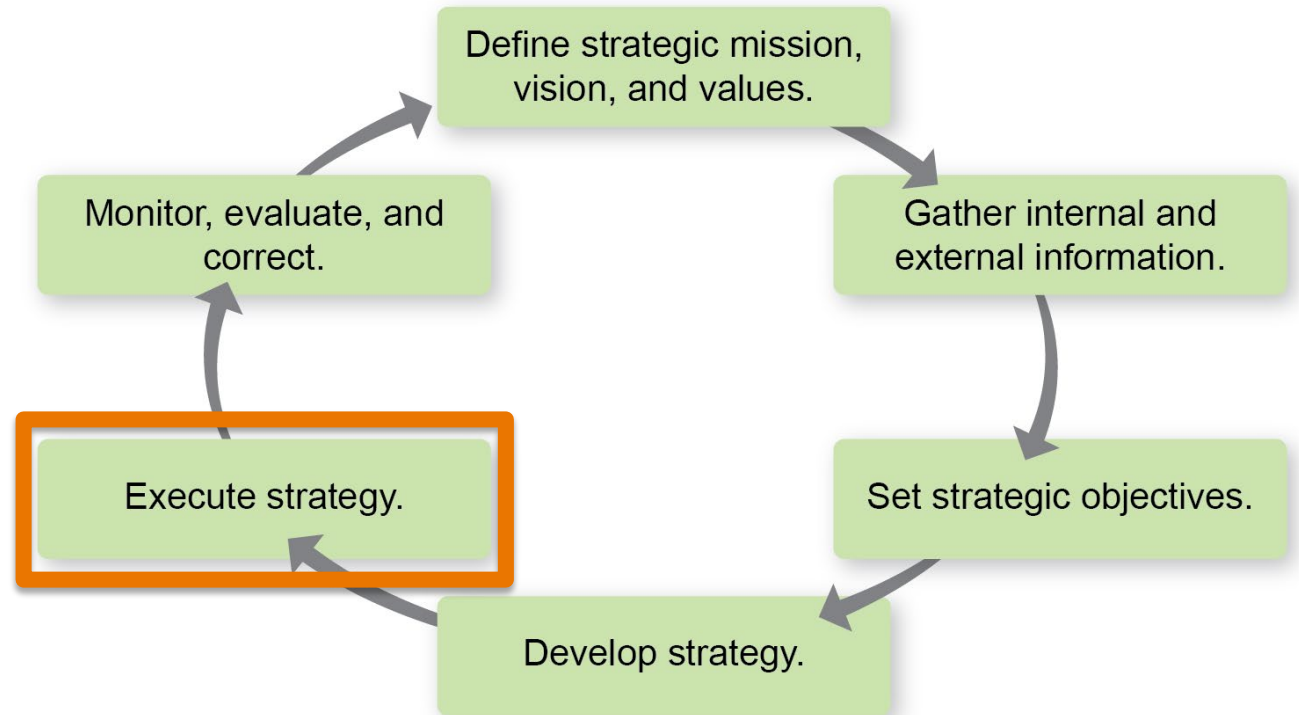 Define strategic mission,
vision, and values.
Gather internal and
external information.
Set strategic objectives.
Develop strategy.
Execute strategy.
Monitor, evaluate, and
correct.